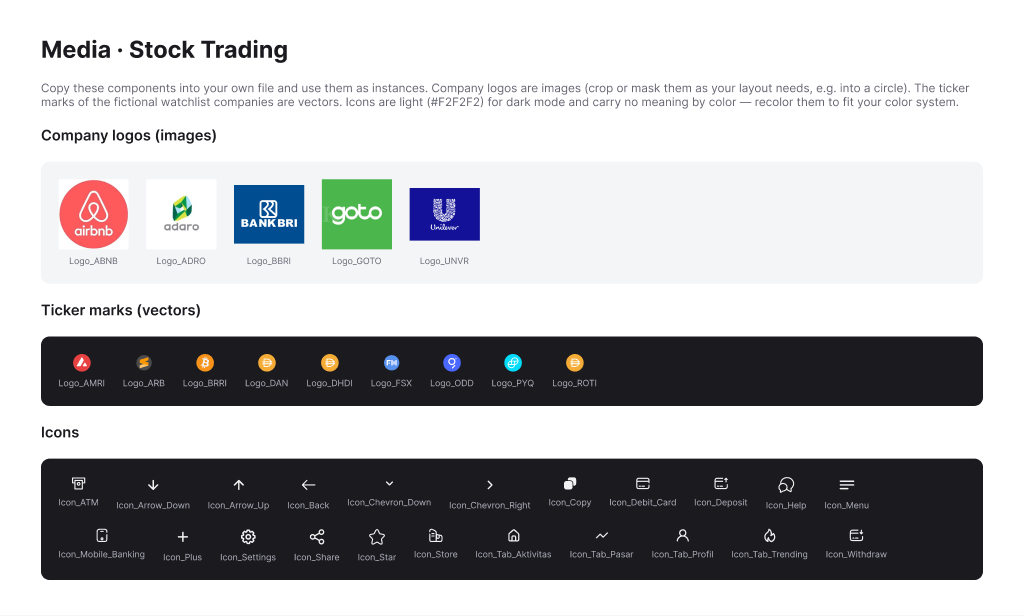 Media · Stock Trading
Copy these components into your own file and use them as instances. Company logos are images (crop or mask them as your layout needs, e.g. into a circle). The ticker
marks of the fictional watchlist companies are vectors. Icons are light (#F2F2F2) for dark mode and carry no meaning by color — recolor them to fit your color system.
Company logos (images)
airbnb
adaro
BANK BRI
goto
Unilever
Logo_ABNB
Logo_ADRO
Logo_BBRI
Logo_GOTO
Logo_UNVR
Ticker marks (vectors)
FM
Logo_AMRI
Logo_ARB
Logo_BRRI
Logo_DAN
Logo_DHDI
Logo_FSX
Logo_ODD
Logo_PYQ
Logo_ROTI
Icons
Icon_ATM
Icon_Arrow_Down
Icon_Arrow_Up
Icon_Back
Icon_Chevron_Down
Icon_Chevron_Right
Icon_Copy
Icon_Debit_Card
Icon_Deposit
Icon_Help
Icon_Menu
Icon_Mobile_Banking
Icon_Plus
Icon_Settings
Icon_Share
Icon_Star
Icon_Store
Icon_Tab_Aktivitas
Icon_Tab_Pasar
Icon_Tab_Profil
Icon_Tab_Trending
Icon_Withdraw